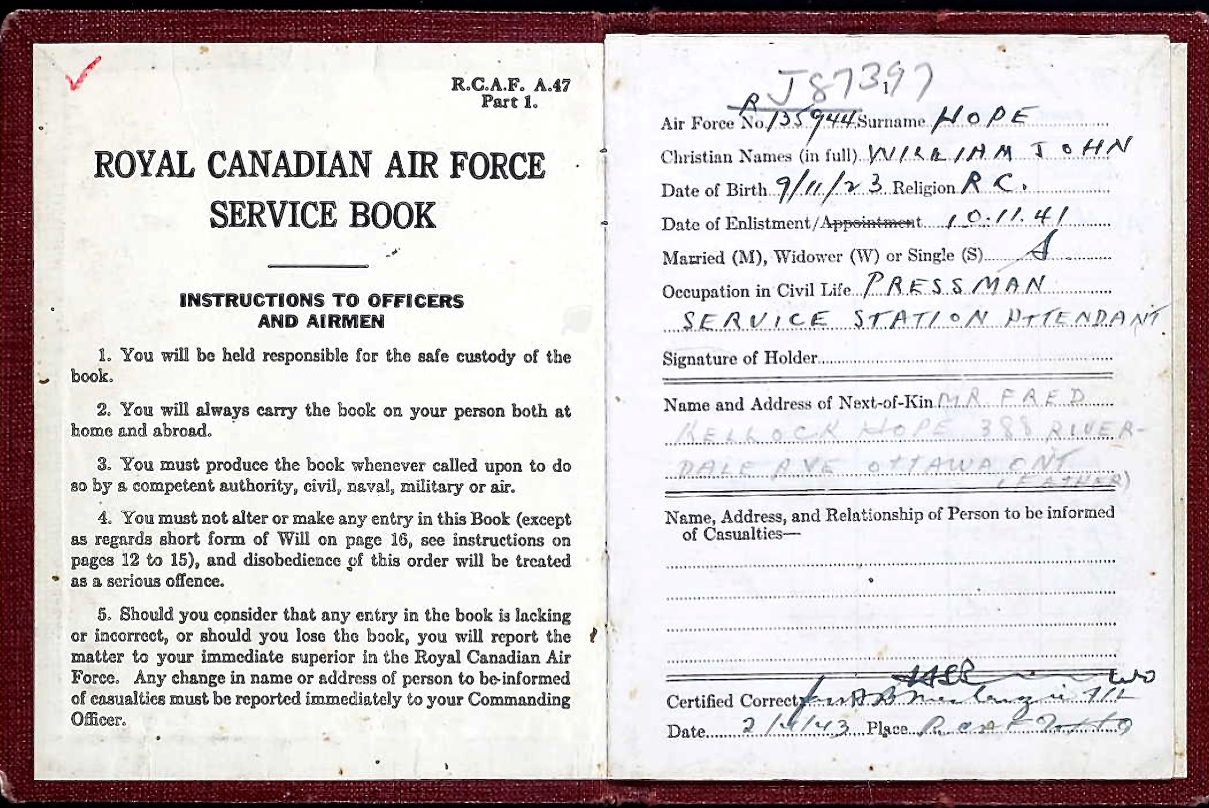 R.C.A.F. A.47
Part 1.
ROYAL CANADIAN AIR FORCE
SERVICE BOOK
INSTRUCTIONS TO OFFICERS
AND AIRMEN
1. You will be held responsible for the safe custody of the
book.
2. You will always carry the book on your person both at
home and abroad.
3. You must produce the book whenever called upon to do
so by a competent authority, civil, naval, military or air.
4. You must not alter or make any entry in this Book (except
as regards short form of Will on page 16, see instructions on
pages 12 to 15), and disobedience of this order will be treated
as a serious offence.
5. Should you consider that any entry in the book is lacking
or incorrect, or should you lose the book, you will report the
matter to your immediate superior in the Royal Canadian Air
Force. Any change in name or address of person to be informed
of casualties must be reported immediately to your Commanding
Officer.
J87397
Air Force No. R135944 Surname HOPE
Christian Names (in full) WILLIAM JOHN
Date of Birth 9/11/23 Religion R C.
Date of Enlistment/Appointment 10.11.41
Married (M), Widower (W) or Single (S) S
Occupation in Civil Life PRESSMAN
SERVICE STATION ATTENDANT
Signature of Holder
Name and Address of Next-of-Kin MR FRED
KELLOCK HOPE 388 RIVER-
DALE AVE OTTAWA ONT
(FATHER)
Name, Address, and Relationship of Person to be informed
of Casualties—
Certified Correct
Date 2/4/43 Place